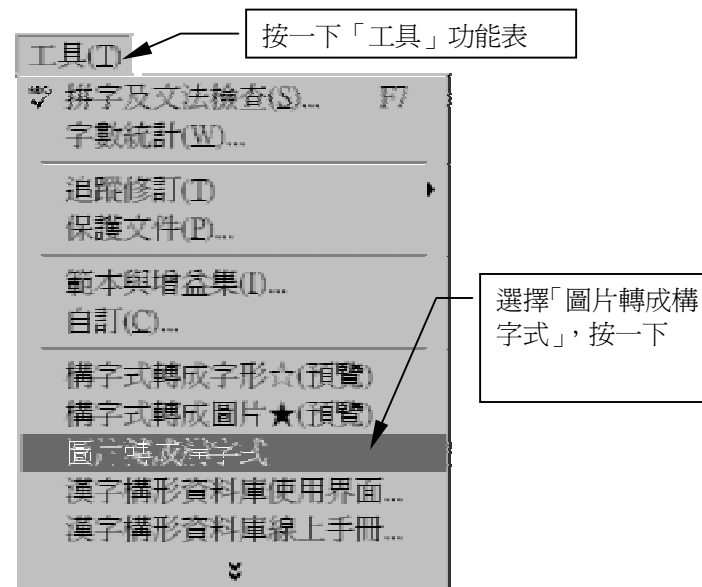 按一下「工具」功能表
工具(T)
拼字及文法檢查(S)... F7
字數統計(W)...
追蹤修訂(T)
保護文件(P)...
範本與增益集(I)...
自訂(C)...
選擇「圖片轉成構
字式」，按一下
構字式轉成字形☆(預覽)
構字式轉成圖片★(預覽)
圖片轉成構字式
漢字構形資料庫使用界面...
漢字構形資料庫線上手冊...